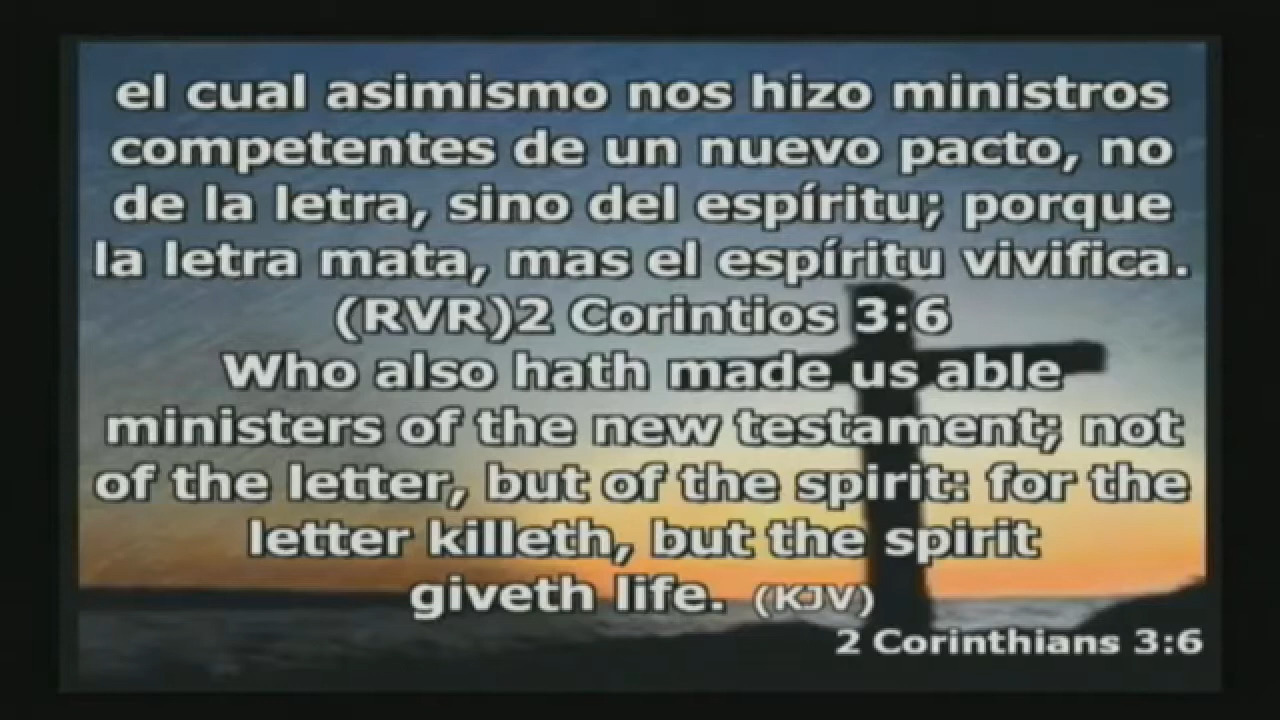 el cual asimismo nos hizo ministros
competentes de un nuevo pacto, no
de la letra, sino del espíritu; porque
la letra mata, mas el espíritu vivifica.
(RVR)2 Corintios 3:6
Who also hath made us able
ministers of the new testament; not
of the letter, but of the spirit: for the
letter killeth, but the spirit
giveth life. (KJV)
2 Corinthians 3:6